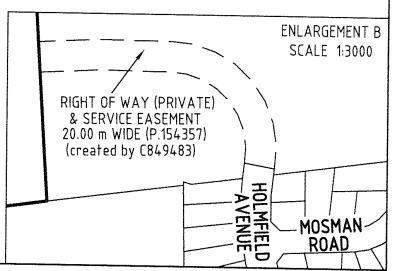 ENLARGEMENT B
SCALE 1:3000
RIGHT OF WAY (PRIVATE)
& SERVICE EASEMENT
20.00 m WIDE (P.154357)
(created by C849483)
HOLMFIELD
AVENUE
MOSMAN
ROAD